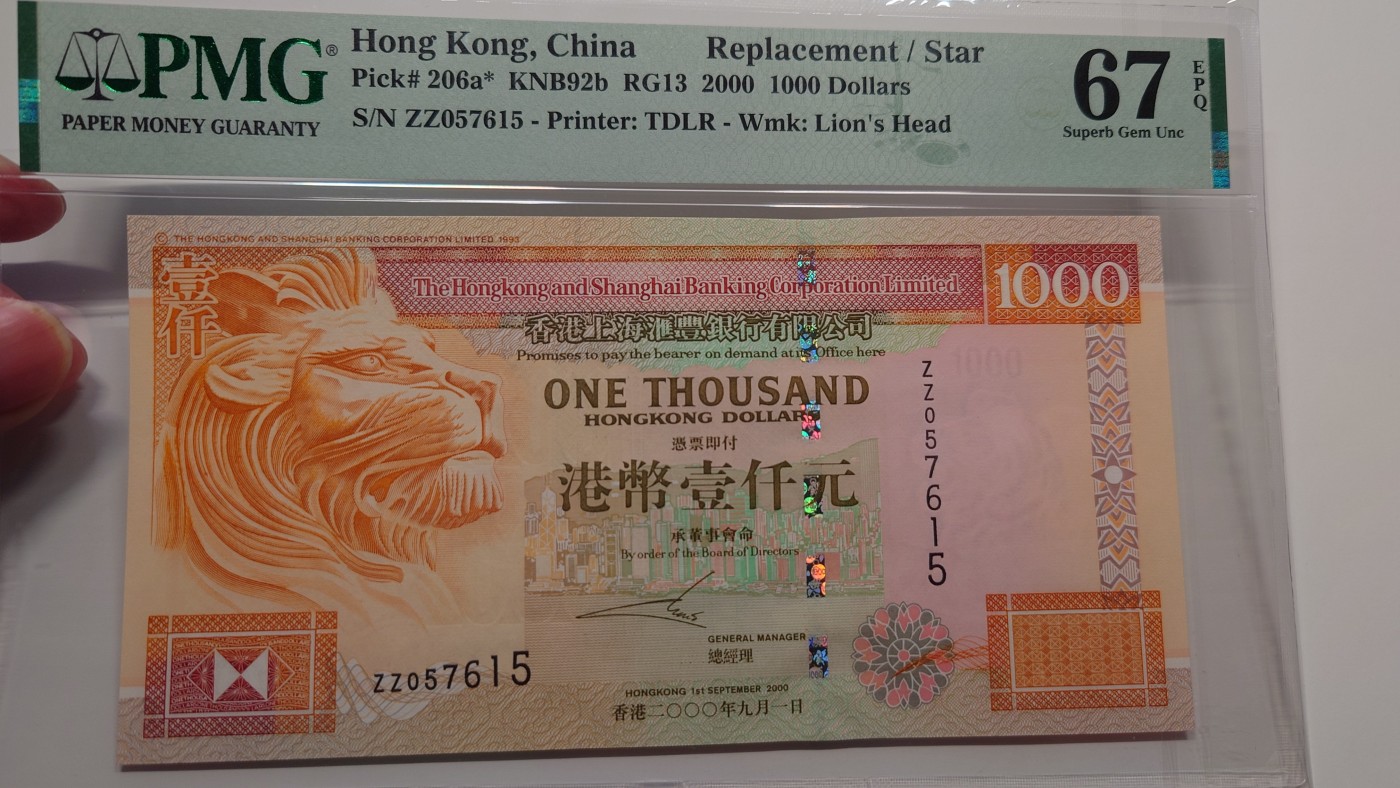 PMG®
PAPER MONEY GUARANTY
Hong Kong, China Replacement / Star
Pick# 206a* KNB92b RG13 2000 1000 Dollars
S/N ZZ057615 - Printer: TDLR - Wmk: Lion's Head
67
EPQ
Superb Gem Unc
© THE HONGKONG AND SHANGHAI BANKING CORPORATION LIMITED 1993
壹仟
The Hongkong and Shanghai Banking Corporation Limited
1000
香港上海滙豐銀行有限公司
Promises to pay the bearer on demand at its Office here
ONE THOUSAND
HONGKONG DOLLARS
憑票即付
港幣壹仟元
承董事會命
By order of the Board of Directors
GENERAL MANAGER
總經理
HONGKONG 1st SEPTEMBER 2000
香港二〇〇〇年九月一日
ZZ057615
ZZ057615
1000